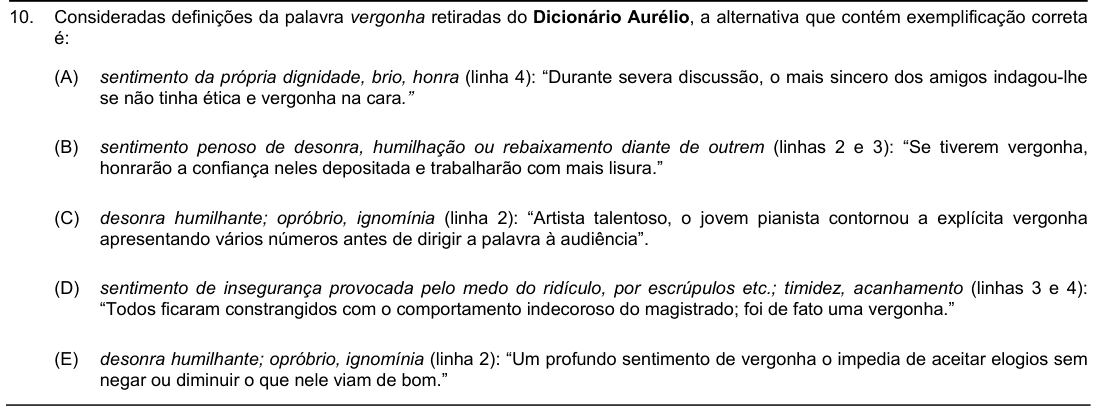 10. Consideradas definições da palavra vergonha retiradas do Dicionário Aurélio, a alternativa que contém exemplificação correta
é:
(A) sentimento da própria dignidade, brio, honra (linha 4): “Durante severa discussão, o mais sincero dos amigos indagou-lhe
se não tinha ética e vergonha na cara.”
(B) sentimento penoso de desonra, humilhação ou rebaixamento diante de outrem (linhas 2 e 3): “Se tiverem vergonha,
honrarão a confiança neles depositada e trabalharão com mais lisura.”
(C) desonra humilhante; opróbrio, ignomínia (linha 2): “Artista talentoso, o jovem pianista contornou a explícita vergonha
apresentando vários números antes de dirigir a palavra à audiência”.
(D) sentimento de insegurança provocada pelo medo do ridículo, por escrúpulos etc.; timidez, acanhamento (linhas 3 e 4):
“Todos ficaram constrangidos com o comportamento indecoroso do magistrado; foi de fato uma vergonha.”
(E) desonra humilhante; opróbrio, ignomínia (linha 2): “Um profundo sentimento de vergonha o impedia de aceitar elogios sem
negar ou diminuir o que nele viam de bom.”